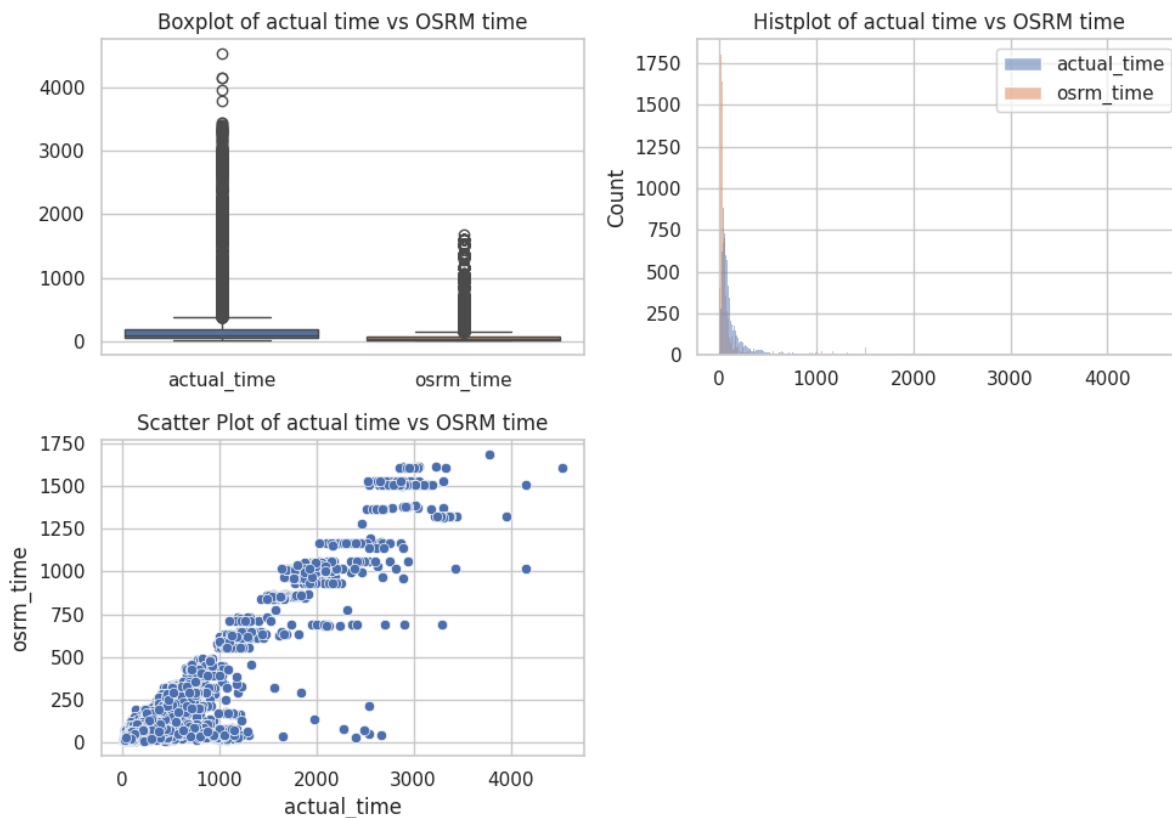 Boxplot of actual time vs OSRM time
4000
3000
2000
1000
0
actual_time osrm_time
Histplot of actual time vs OSRM time
actual_time
osrm_time
Count
1750
1500
1250
1000
750
500
250
0
0 1000 2000 3000 4000
Scatter Plot of actual time vs OSRM time
osrm_time
1750
1500
1250
1000
750
500
250
0
0 1000 2000 3000 4000
actual_time